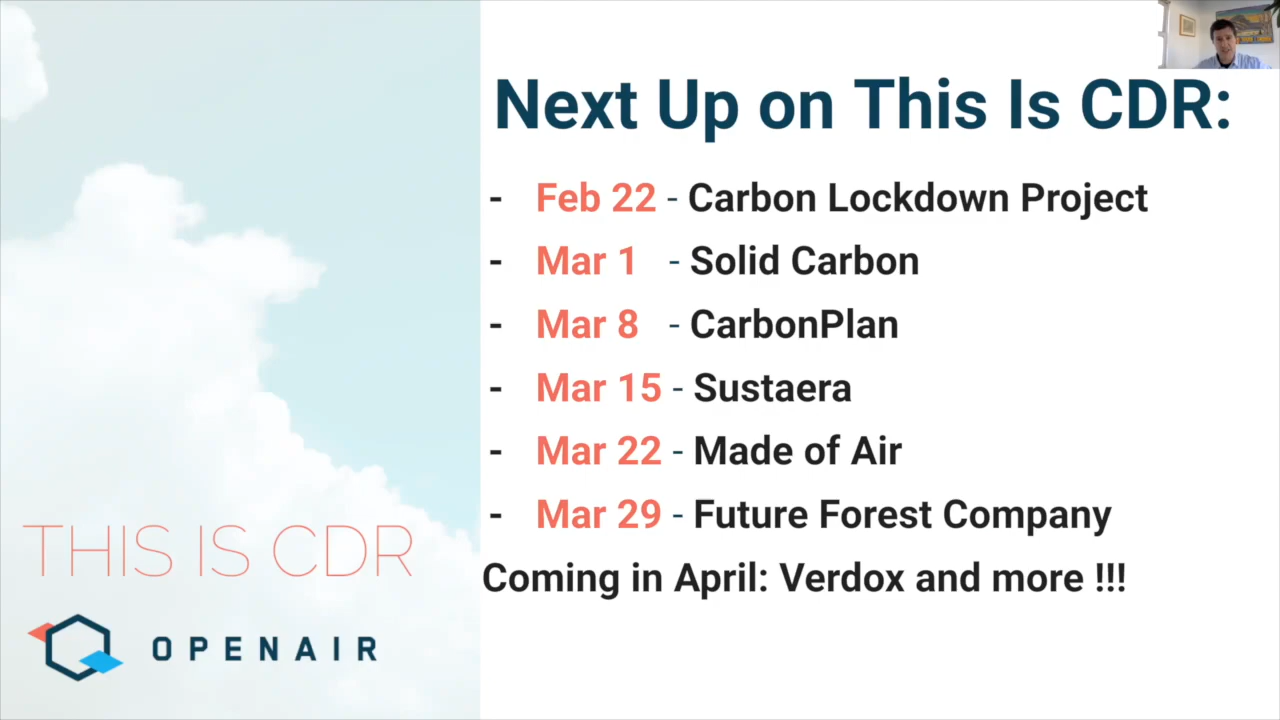 Next Up on This Is CDR:
- Feb 22 - Carbon Lockdown Project
- Mar 1 - Solid Carbon
- Mar 8 - CarbonPlan
- Mar 15 - Sustaera
- Mar 22 - Made of Air
- Mar 29 - Future Forest Company
Coming in April: Verdox and more !!!
THIS IS CDR
OPENAIR